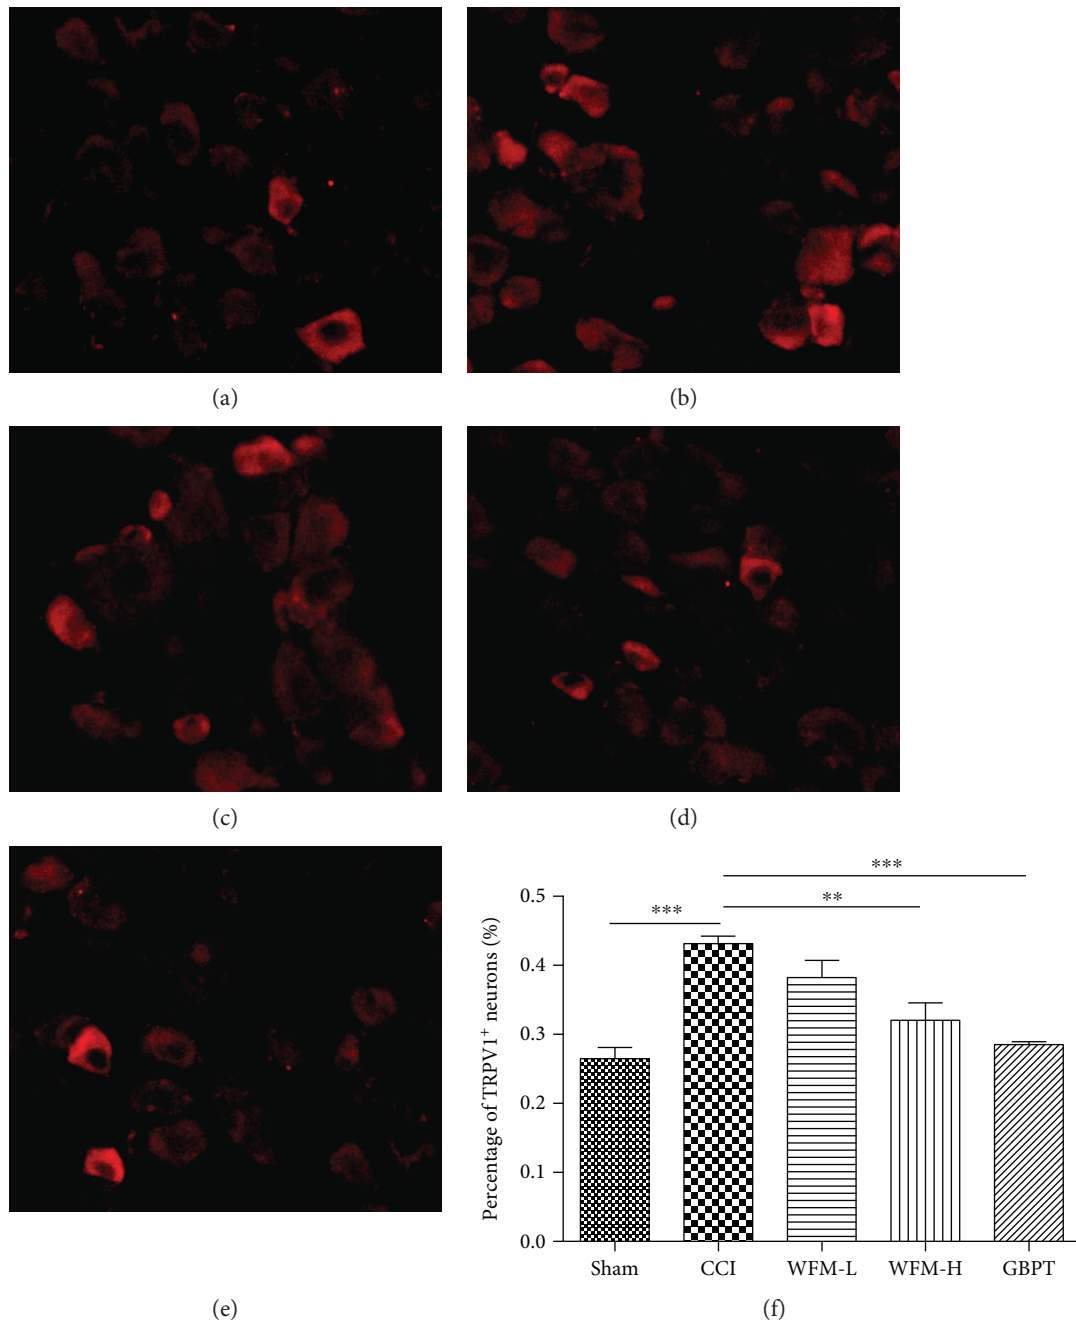 (a)
(b)
(c)
(d)
(e)
Percentage of TRPV1⁺ neurons (%)
0.5
0.4
0.3
0.2
0.1
0.0
***
**
***
Sham
CCI
WFM-L
WFM-H
GBPT
(f)